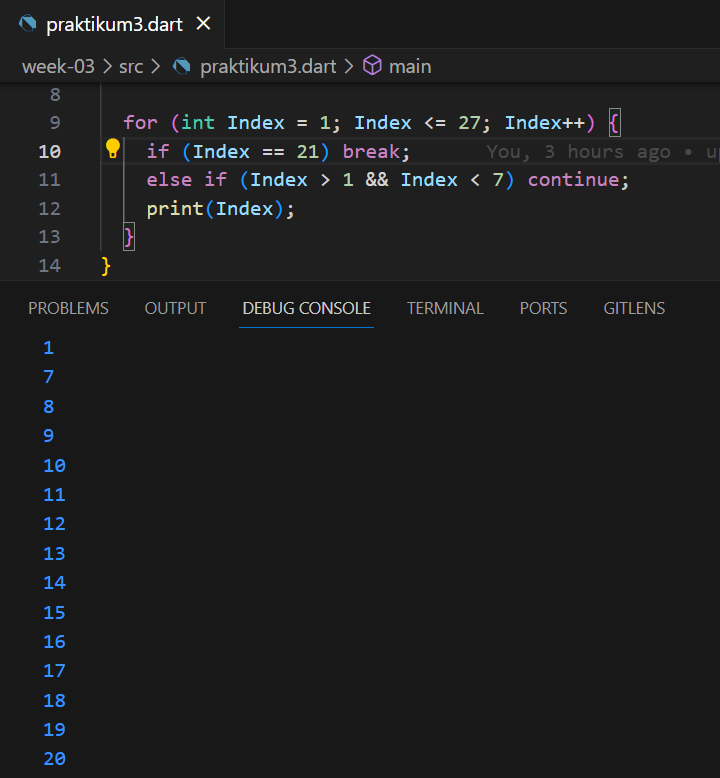 praktikum3.dart ×
week-03 > src > praktikum3.dart > main
8
9 for (int Index = 1; Index <= 27; Index++) {
10 if (Index == 21) break; You, 3 hours ago •
11 else if (Index > 1 && Index < 7) continue;
12 print(Index);
13 }
14 }
PROBLEMS OUTPUT DEBUG CONSOLE TERMINAL PORTS GITLENS
1
7
8
9
10
11
12
13
14
15
16
17
18
19
20